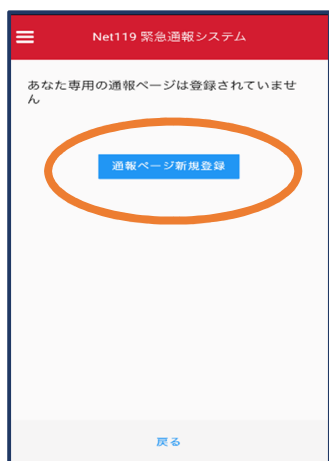 Net119 緊急通報システム
あなた専用の通報ページは登録されていませ
ん
通報ページ新規登録
戻る